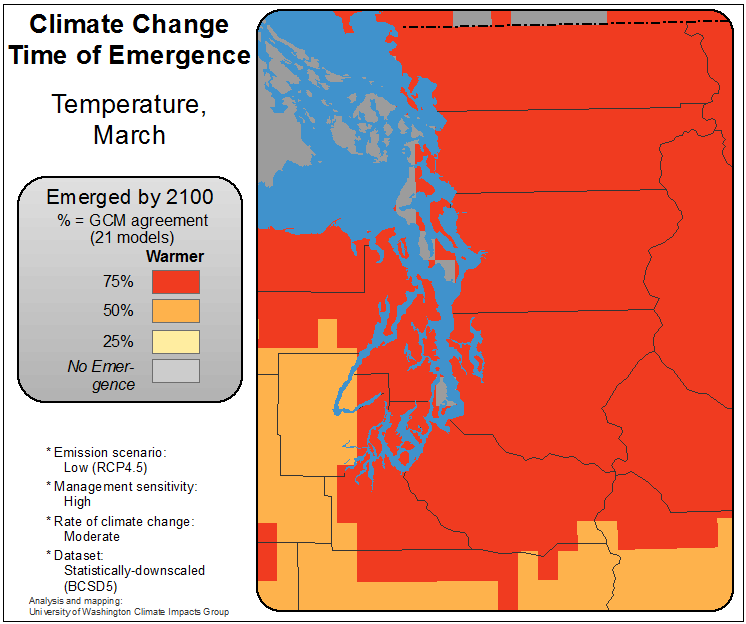 Climate Change
Time of Emergence
Temperature,
March
Emerged by 2100
% = GCM agreement
(21 models)
Warmer
75%
50%
25%
No Emer-
gence
* Emission scenario:
Low (RCP4.5)
* Management sensitivity:
High
* Rate of climate change:
Moderate
* Dataset:
Statistically-downscaled
(BCSD5)
Analysis and mapping:
University of Washington Climate Impacts Group